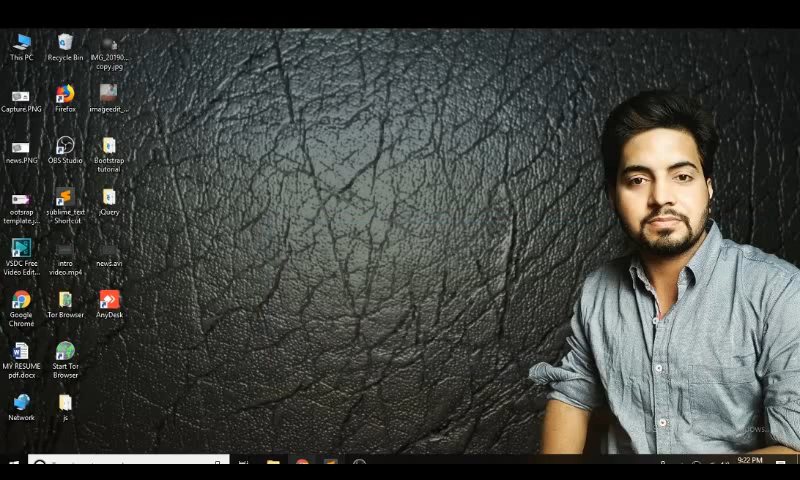 This PC
Recycle Bin
IMG_20190...
copy.jpg
Capture.PNG
Firefox
imageedit_...
news.PNG
OBS Studio
Bootstrap
tutorial
ootsrap
template.j...
sublime_text
- Shortcut
jQuery
VSDC Free
Video Edit...
intro
video.mp4
news.avi
Google
Chrome
Tor Browser
AnyDesk
MY RESUME
pdf.docx
Start Tor
Browser
Network
js
9:22 PM